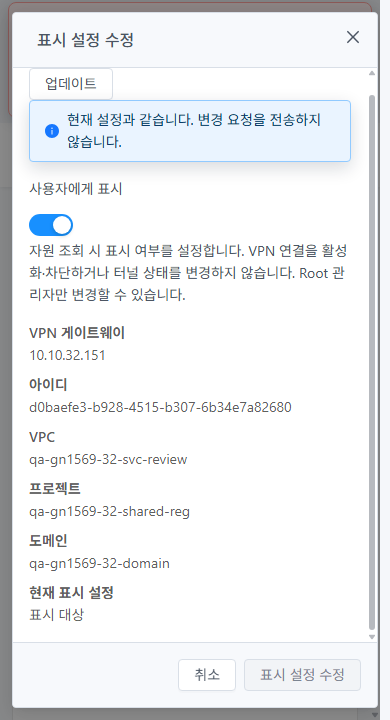 표시 설정 수정
업데이트
현재 설정과 같습니다. 변경 요청을 전송하지
않습니다.
사용자에게 표시
자원 조회 시 표시 여부를 설정합니다. VPN 연결을 활성
화·차단하거나 터널 상태를 변경하지 않습니다. Root 관
리자만 변경할 수 있습니다.
VPN 게이트웨이
10.10.32.151
아이디
d0baefe3-b928-4515-b307-6b34e7a82680
VPC
qa-gn1569-32-svc-review
프로젝트
qa-gn1569-32-shared-reg
도메인
qa-gn1569-32-domain
현재 표시 설정
표시 대상
취소
표시 설정 수정